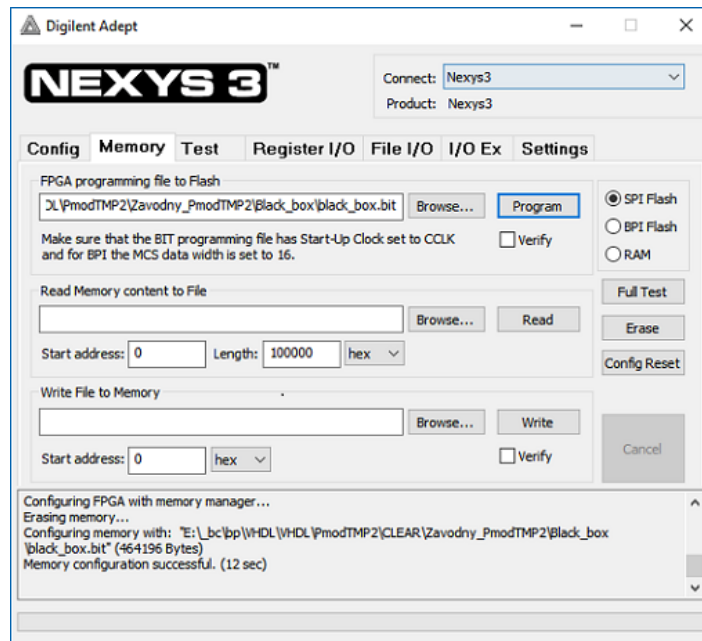 Digilent Adept
NEXYS 3™
Connect: Nexys3
Product: Nexys3
Config Memory Test Register I/O File I/O I/O Ex Settings
FPGA programming file to Flash
DL\PmodTMP2\Zavodny_PmodTMP2\Black_box\black_box.bit Browse... Program
Make sure that the BIT programming file has Start-Up Clock set to CCLK
and for BPI the MCS data width is set to 16.
Verify
SPI Flash
BPI Flash
RAM
Read Memory content to File
Browse... Read
Start address: 0 Length: 100000 hex
Full Test
Erase
Config Reset
Write File to Memory
Browse... Write
Start address: 0 hex
Verify
Cancel
Configuring FPGA with memory manager...
Erasing memory...
Configuring memory with: "E:\_bc\bp\VHDL\VHDL\PmodTMP2\CLEAR\Zavodny_PmodTMP2\Black_box
\black_box.bit" (464196 Bytes)
Memory configuration successful. (12 sec)